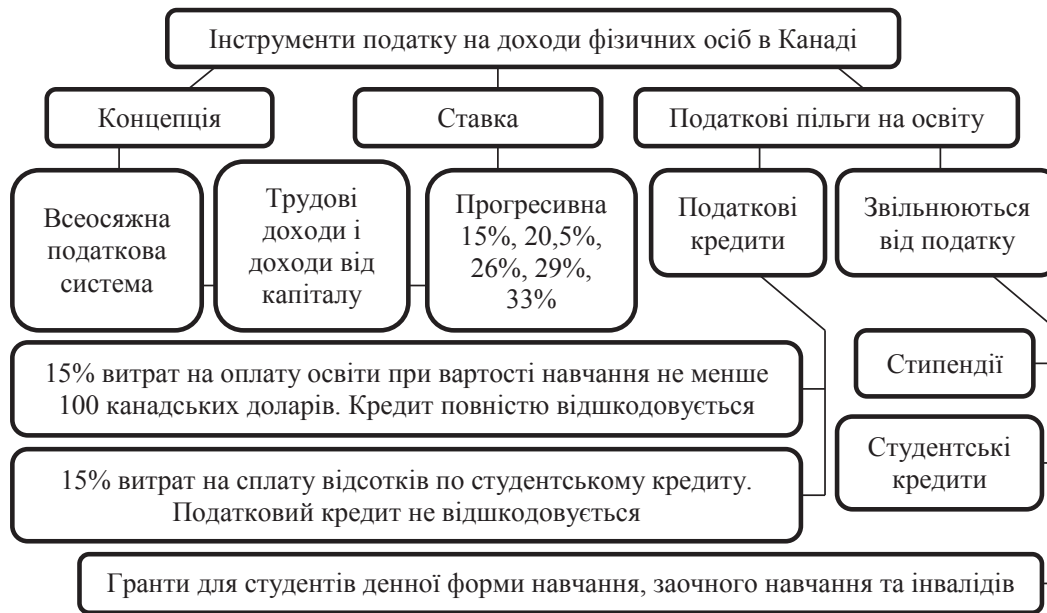 Інструменти податку на доходи фізичних осіб в Канаді
Концепція
Ставка
Податкові пільги на освіту
Всеосяжна
податкова
система
Трудові
доходи і
доходи від
капіталу
Прогресивна
15%, 20,5%,
26%, 29%,
33%
Податкові
кредити
Звільнюються
від податку
15% витрат на оплату освіти при вартості навчання не менше
100 канадських доларів. Кредит повністю відшкодовується
Стипендії
15% витрат на сплату відсотків по студентському кредиту.
Податковий кредит не відшкодовується
Студентські
кредити
Гранти для студентів денної форми навчання, заочного навчання та інвалідів